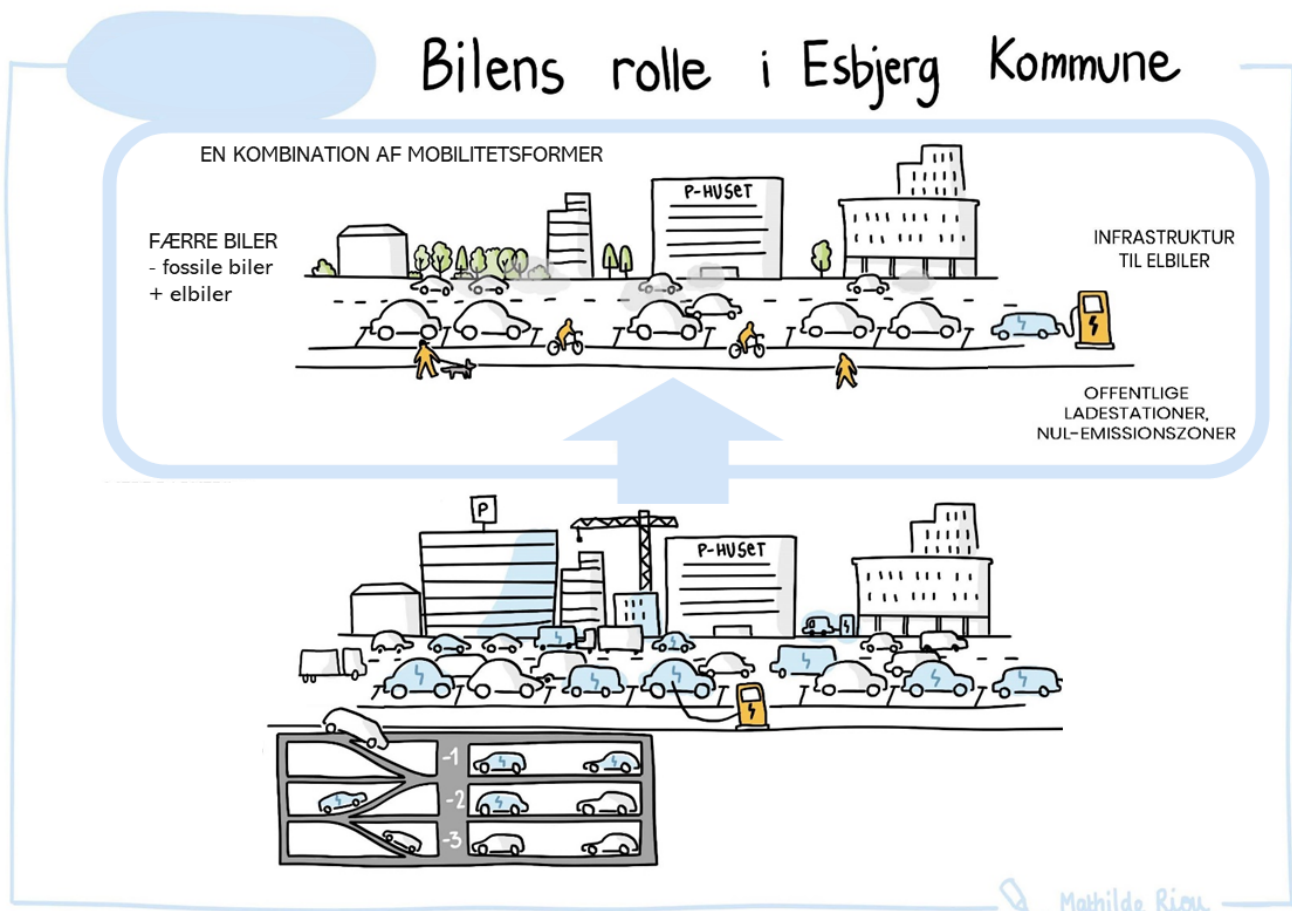 Bilens rolle i Esbjerg Kommune
EN KOMBINATION AF MOBILITETSFORMER
FÆRRE BILER
- fossile biler
+ elbiler
P-HUSET
INFRASTRUKTUR
TIL ELBILER
OFFENTLIGE
LADESTATIONER,
NUL-EMISSIONSZONER
P
P-HUSET
-1
-2
-3
Mathilde Riou